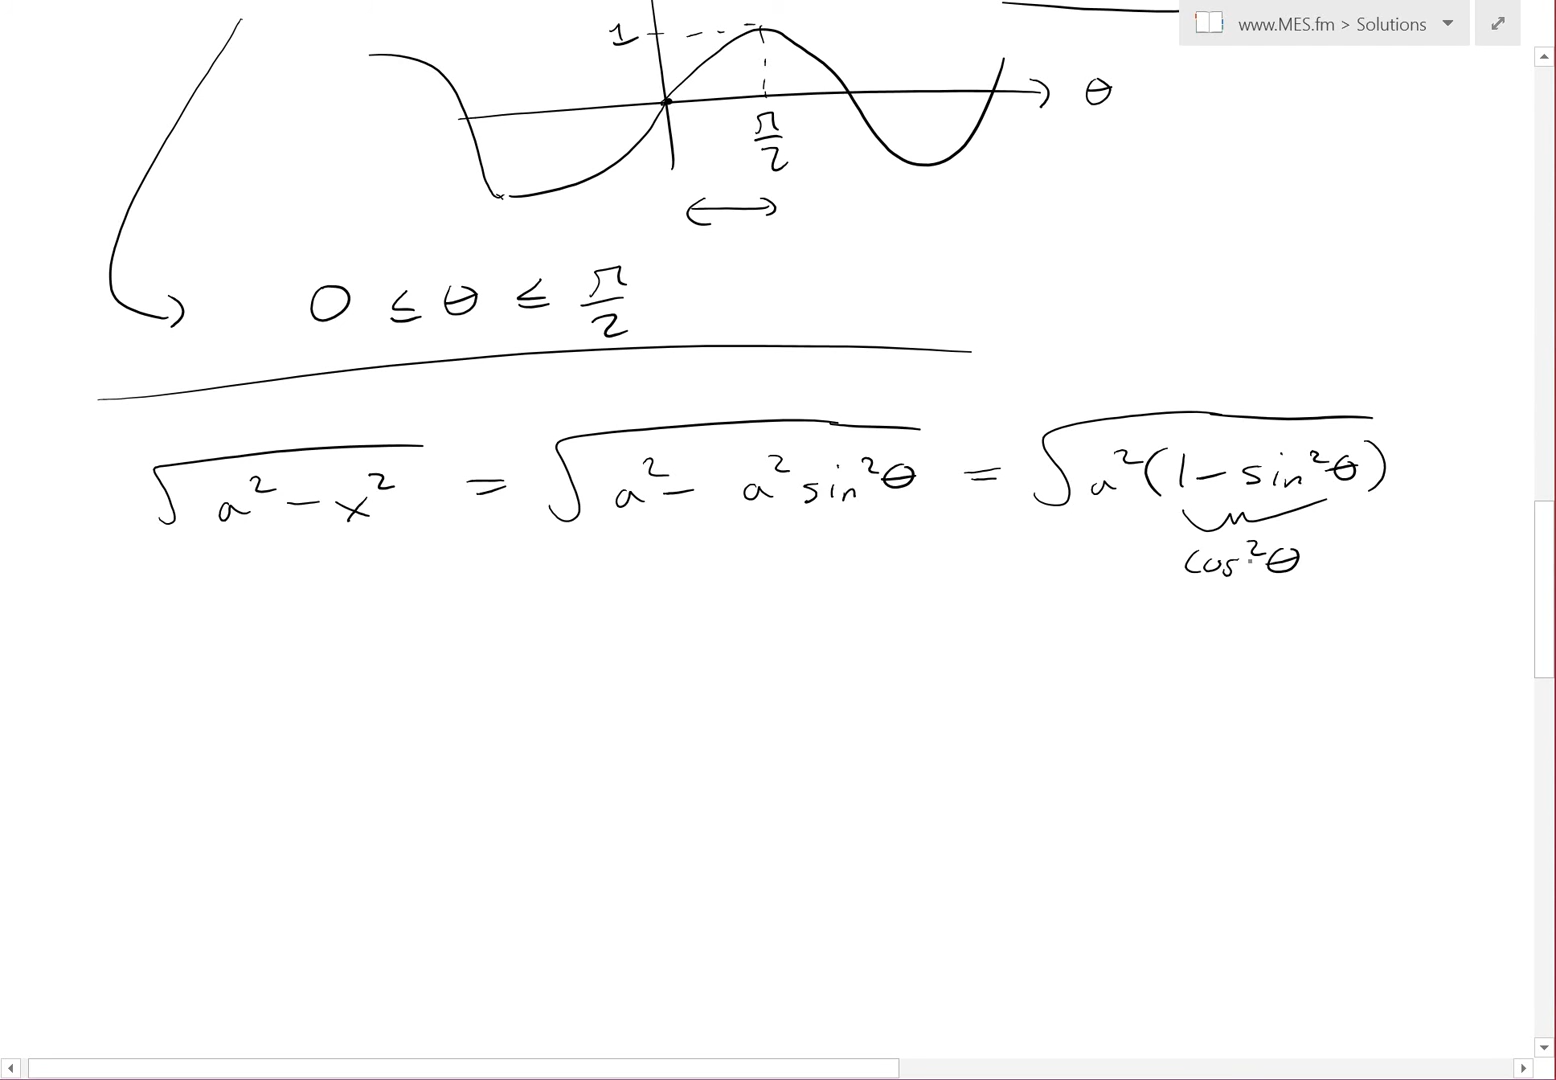 www.MES.fm > Solutions
1
θ
π/2
0 ≤ θ ≤ π/2
√(a² - x²) = √(a² - a² sin²θ) = √(a²(1 - sin²θ))
cos²θ